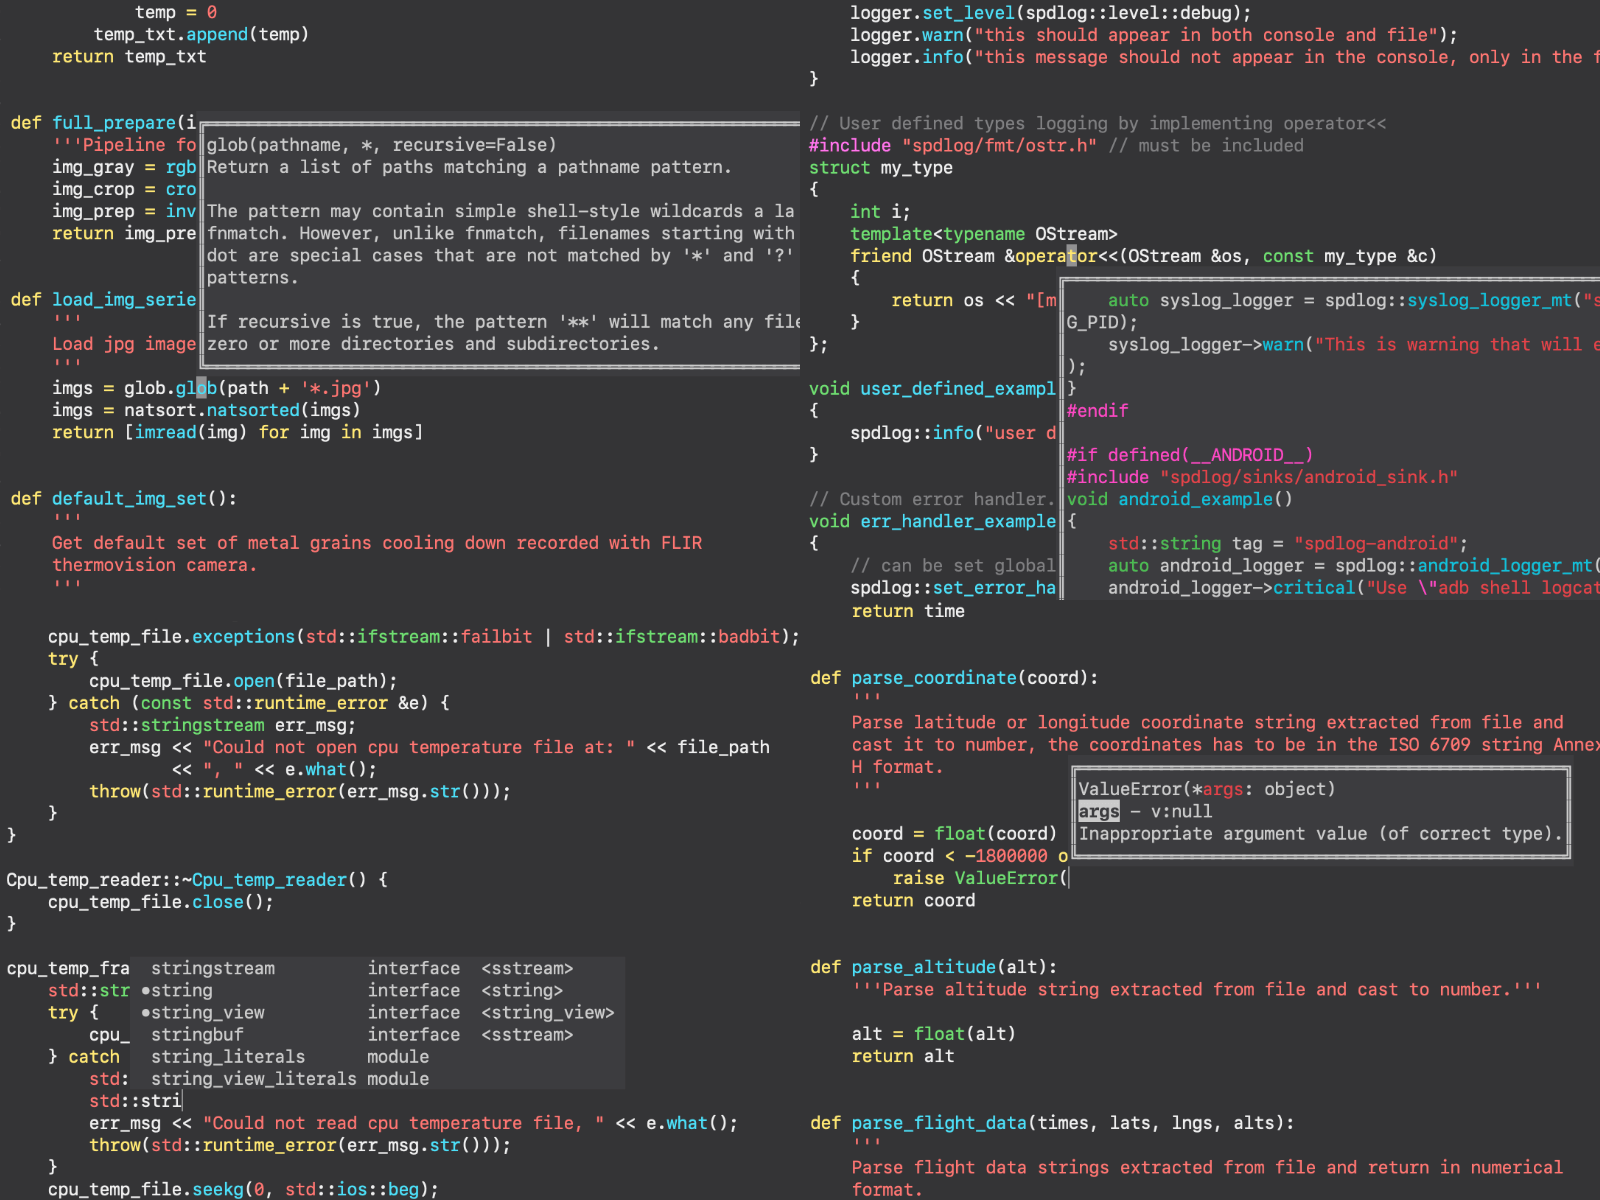 temp = 0
temp_txt.append(temp)
return temp_txt
def full_prepare(i
'''Pipeline fo
img_gray = rgb
img_crop = cro
img_prep = inv
return img_pre
glob(pathname, *, recursive=False)
Return a list of paths matching a pathname pattern.
The pattern may contain simple shell-style wildcards a la
fnmatch. However, unlike fnmatch, filenames starting with
dot are special cases that are not matched by '*' and '?'
patterns.
If recursive is true, the pattern '**' will match any file
zero or more directories and subdirectories.
def load_img_serie
'''
Load jpg image
'''
imgs = glob.glob(path + '*.jpg')
imgs = natsort.natsorted(imgs)
return [imread(img) for img in imgs]
def default_img_set():
'''
Get default set of metal grains cooling down recorded with FLIR
thermovision camera.
'''
logger.set_level(spdlog::level::debug);
logger.warn("this should appear in both console and file");
logger.info("this message should not appear in the console, only in the f
}
// User defined types logging by implementing operator<<
#include "spdlog/fmt/ostr.h" // must be included
struct my_type
{
int i;
template<typename OStream>
friend OStream &operator<<(OStream &os, const my_type &c)
{
return os << "[m
}
};
void user_defined_exampl
{
spdlog::info("user d
}
// Custom error handler.
void err_handler_example
{
// can be set global
spdlog::set_error_ha
auto syslog_logger = spdlog::syslog_logger_mt("s
G_PID);
syslog_logger->warn("This is warning that will e
);
}
#endif
#if defined(__ANDROID__)
#include "spdlog/sinks/android_sink.h"
void android_example()
{
std::string tag = "spdlog-android";
auto android_logger = spdlog::android_logger_mt(
android_logger->critical("Use \"adb shell logcat
cpu_temp_file.exceptions(std::ifstream::failbit | std::ifstream::badbit);
try {
cpu_temp_file.open(file_path);
} catch (const std::runtime_error &e) {
std::stringstream err_msg;
err_msg << "Could not open cpu temperature file at: " << file_path
<< ", " << e.what();
throw(std::runtime_error(err_msg.str()));
}
}
Cpu_temp_reader::~Cpu_temp_reader() {
cpu_temp_file.close();
}
cpu_temp_fra
std::str
try {
cpu_
} catch
std:
stringstream interface <sstream>
●string interface <string>
●string_view interface <string_view>
stringbuf interface <sstream>
string_literals module
string_view_literals module
std::stri
err_msg << "Could not read cpu temperature file, " << e.what();
throw(std::runtime_error(err_msg.str()));
}
cpu_temp_file.seekg(0, std::ios::beg);
return time
def parse_coordinate(coord):
'''
Parse latitude or longitude coordinate string extracted from file and
cast it to number, the coordinates has to be in the ISO 6709 string Annex
H format.
'''
coord = float(coord)
if coord < -1800000 o
raise ValueError(
return coord
ValueError(*args: object)
args - v:null
Inappropriate argument value (of correct type).
def parse_altitude(alt):
'''Parse altitude string extracted from file and cast to number.'''
alt = float(alt)
return alt
def parse_flight_data(times, lats, lngs, alts):
'''
Parse flight data strings extracted from file and return in numerical
format.